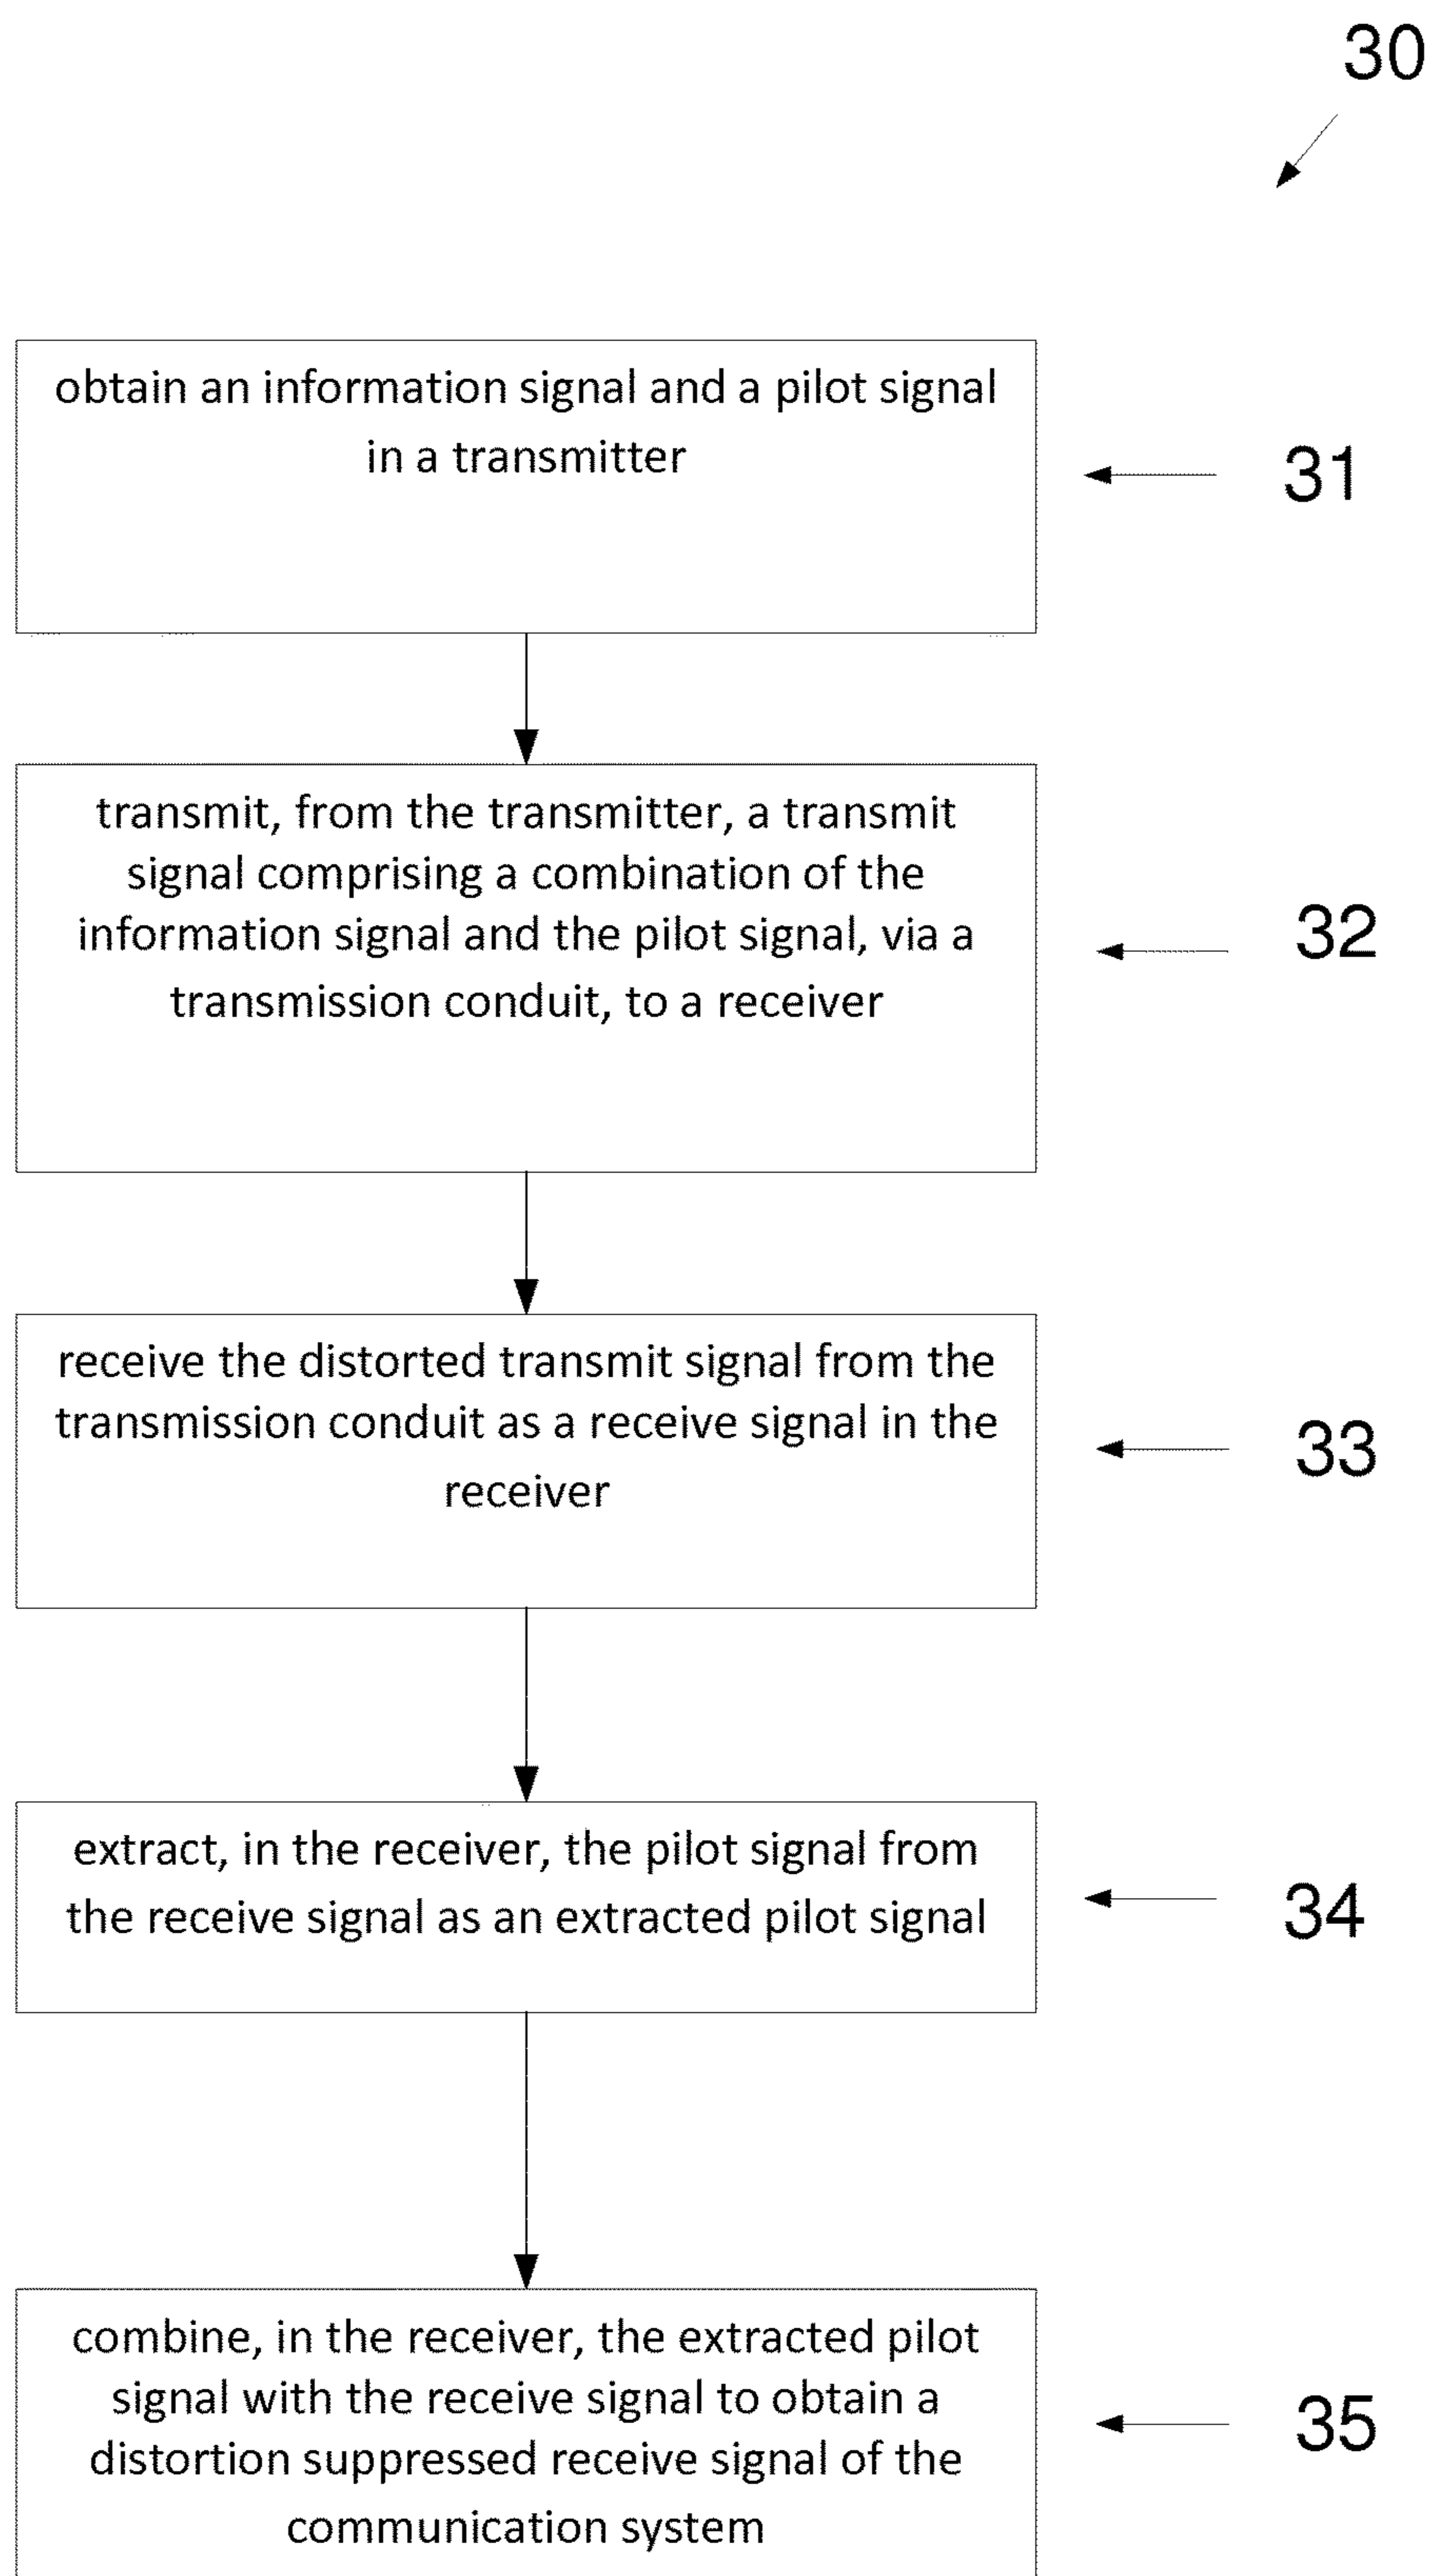 30
obtain an information signal and a pilot signal
in a transmitter
31
transmit, from the transmitter, a transmit
signal comprising a combination of the
information signal and the pilot signal, via a
transmission conduit, to a receiver
32
receive the distorted transmit signal from the
transmission conduit as a receive signal in the
receiver
33
extract, in the receiver, the pilot signal from
the receive signal as an extracted pilot signal
34
combine, in the receiver, the extracted pilot
signal with the receive signal to obtain a
distortion suppressed receive signal of the
communication system
35